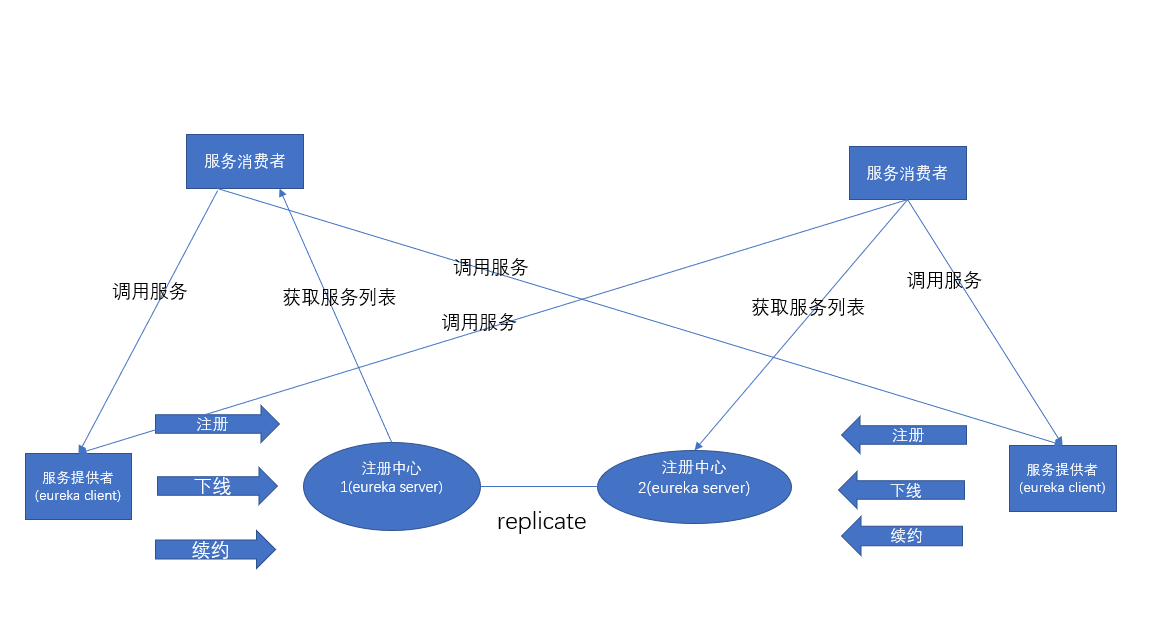 服务消费者
服务消费者
调用服务
获取服务列表
调用服务
调用服务
获取服务列表
调用服务
注册
下线
续约
服务提供者
(eureka client)
注册中心
1(eureka server)
replicate
注册中心
2(eureka server)
注册
下线
续约
服务提供者
(eureka client)